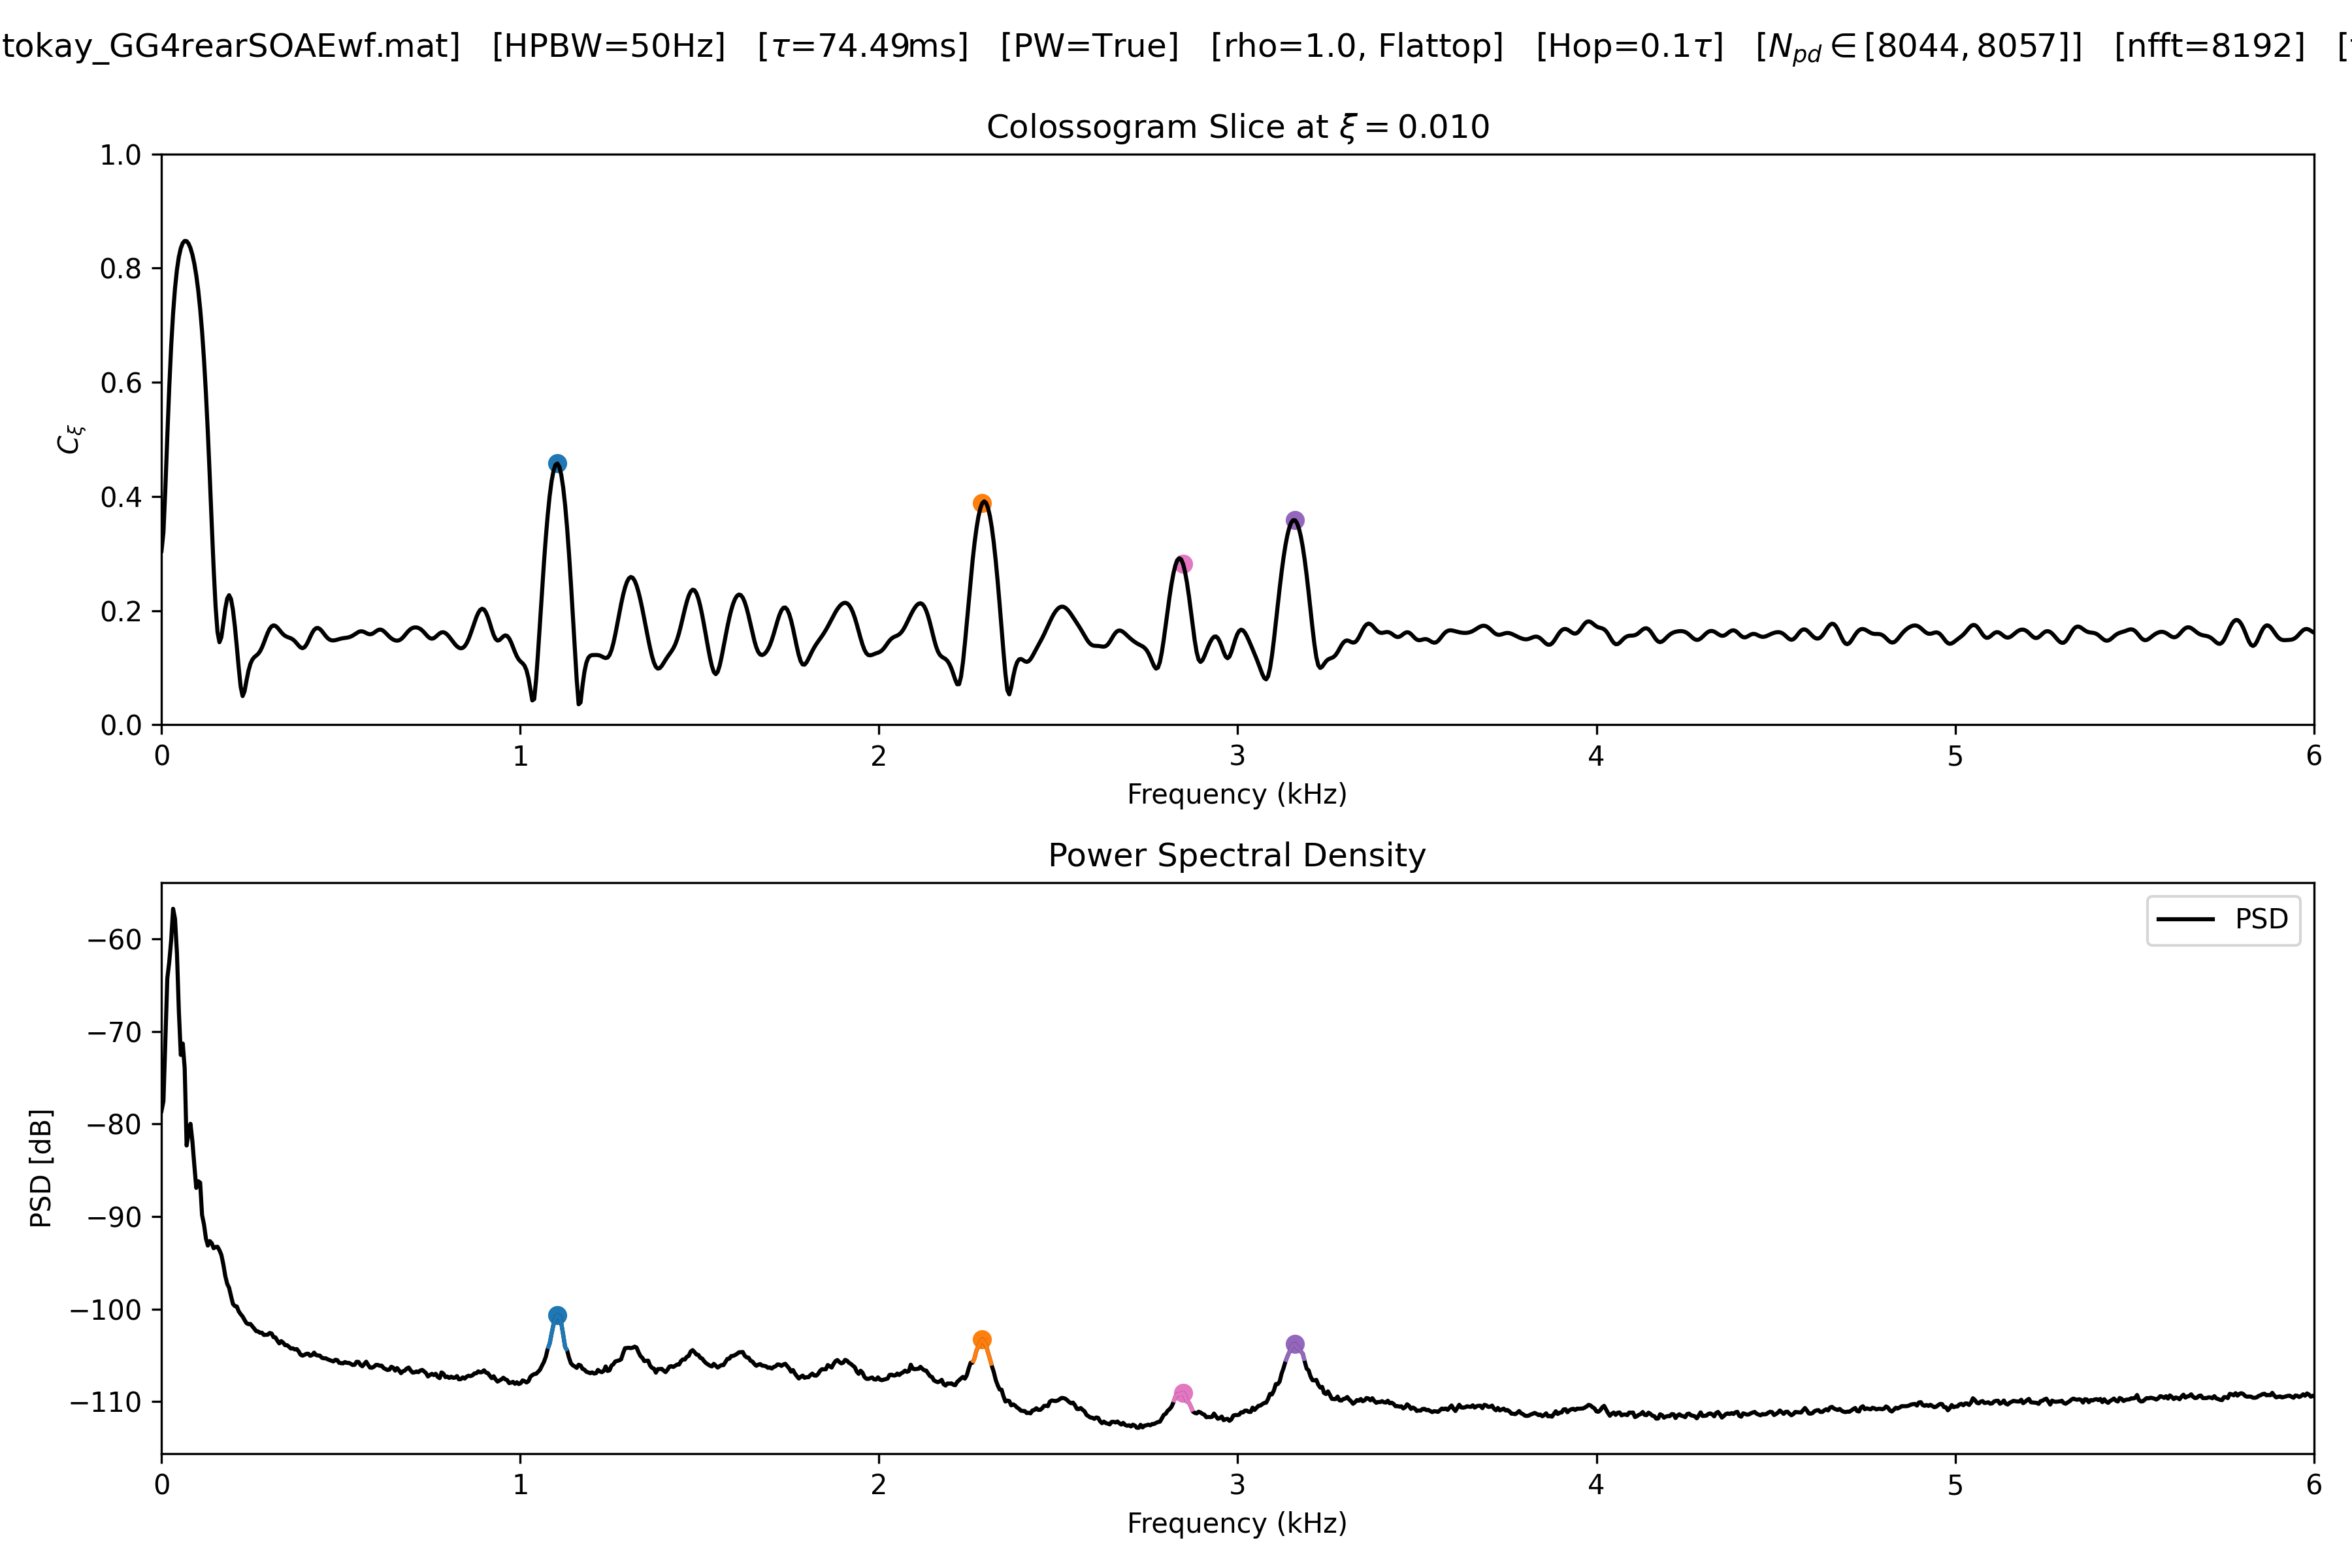 tokay_GG4rearSOAEwf.mat] [HPBW=50Hz] [τ=74.49ms] [PW=True] [rho=1.0, Flattop] [Hop=0.1τ] [N_pd ∈ [8044, 8057]] [nfft=8192]
Colossogram Slice at ξ = 0.010
1.0
0.8
0.6
0.4
0.2
0.0
C_ξ
0 1 2 3 4 5 6
Frequency (kHz)
Power Spectral Density
PSD
−60
−70
−80
−90
−100
−110
PSD [dB]
0 1 2 3 4 5 6
Frequency (kHz)